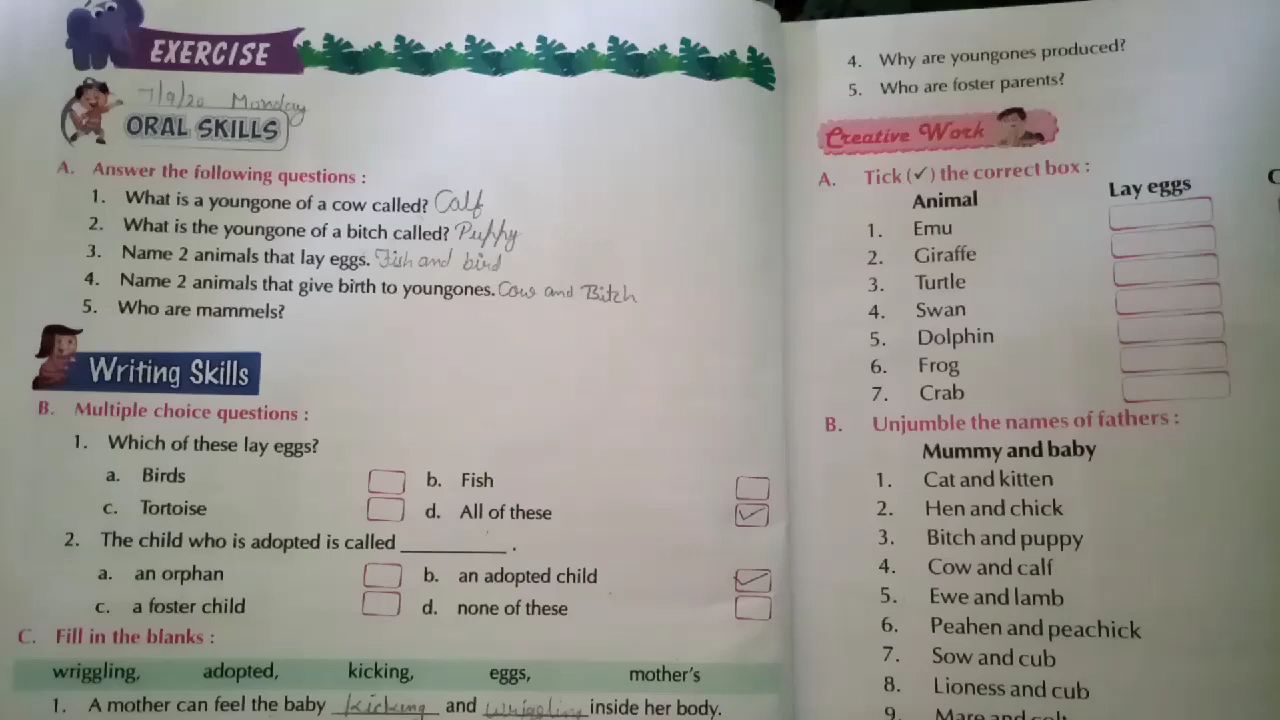 EXERCISE
7/9/20 Monday
ORAL SKILLS
A. Answer the following questions :
1. What is a youngone of a cow called? Calf
2. What is the youngone of a bitch called? Puppy
3. Name 2 animals that lay eggs. Fish and bird
4. Name 2 animals that give birth to youngones. Cow and Bitch
5. Who are mammels?
Writing Skills
B. Multiple choice questions :
1. Which of these lay eggs?
a. Birds b. Fish
c. Tortoise d. All of these ✓
2. The child who is adopted is called __________ .
a. an orphan b. an adopted child ✓
c. a foster child d. none of these
C. Fill in the blanks :
wriggling, adopted, kicking, eggs, mother's
1. A mother can feel the baby kicking and wriggling inside her body.
4. Why are youngones produced?
5. Who are foster parents?
Creative Work
A. Tick (✓) the correct box :
Animal Lay eggs
1. Emu
2. Giraffe
3. Turtle
4. Swan
5. Dolphin
6. Frog
7. Crab
B. Unjumble the names of fathers :
Mummy and baby
1. Cat and kitten
2. Hen and chick
3. Bitch and puppy
4. Cow and calf
5. Ewe and lamb
6. Peahen and peachick
7. Sow and cub
8. Lioness and cub
9. Mare and colt